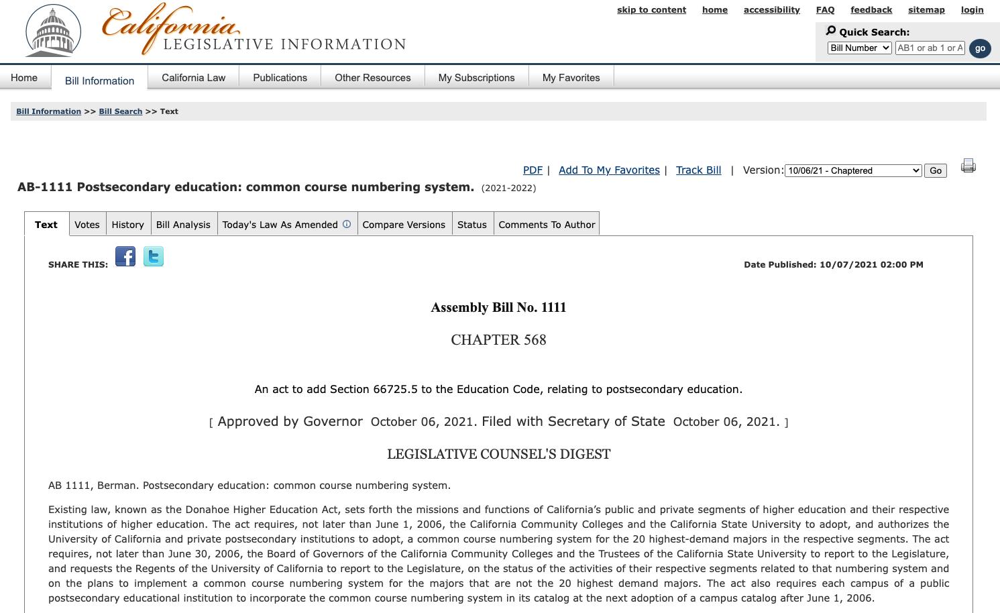 California
LEGISLATIVE INFORMATION
skip to content home accessibility FAQ feedback sitemap login
Quick Search:
Bill Number AB1 or ab 1 or A go
Home Bill Information California Law Publications Other Resources My Subscriptions My Favorites
Bill Information >> Bill Search >> Text
PDF | Add To My Favorites | Track Bill | Version: 10/06/21 - Chaptered Go
AB-1111 Postsecondary education: common course numbering system. (2021-2022)
Text Votes History Bill Analysis Today's Law As Amended Compare Versions Status Comments To Author
SHARE THIS: f t Date Published: 10/07/2021 02:00 PM
Assembly Bill No. 1111
CHAPTER 568
An act to add Section 66725.5 to the Education Code, relating to postsecondary education.
[ Approved by Governor October 06, 2021. Filed with Secretary of State October 06, 2021. ]
LEGISLATIVE COUNSEL'S DIGEST
AB 1111, Berman. Postsecondary education: common course numbering system.
Existing law, known as the Donahoe Higher Education Act, sets forth the missions and functions of California’s public and private segments of higher education and their respective
institutions of higher education. The act requires, not later than June 1, 2006, the California Community Colleges and the California State University to adopt, and authorizes the
University of California and private postsecondary institutions to adopt, a common course numbering system for the 20 highest-demand majors in the respective segments. The act
requires, not later than June 30, 2006, the Board of Governors of the California Community Colleges and the Trustees of the California State University to report to the Legislature,
and requests the Regents of the University of California to report to the Legislature, on the status of the activities of their respective segments related to that numbering system and
on the plans to implement a common course numbering system for the majors that are not the 20 highest demand majors. The act also requires each campus of a public
postsecondary educational institution to incorporate the common course numbering system in its catalog at the next adoption of a campus catalog after June 1, 2006.